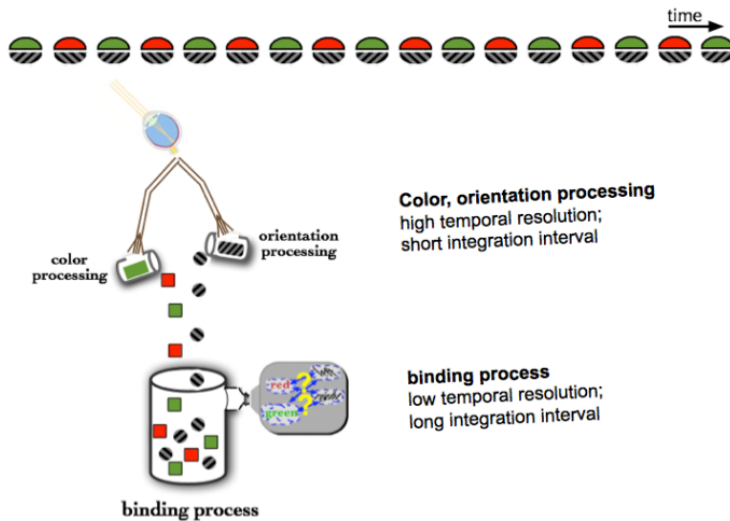 time
Color, orientation processing
high temporal resolution;
short integration interval
orientation
processing
color
processing
binding process
low temporal resolution;
long integration interval
red
green
binding process